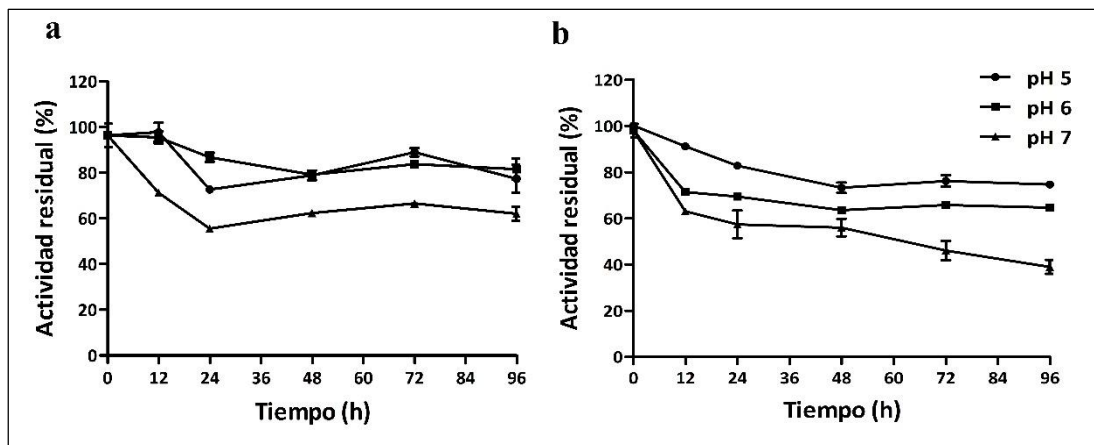 a
Actividad residual (%)
120
100
80
60
40
20
0
0 12 24 36 48 60 72 84 96
Tiempo (h)
b
Actividad residual (%)
120
100
80
60
40
20
0
0 12 24 36 48 60 72 84 96
Tiempo (h)
pH 5
pH 6
pH 7